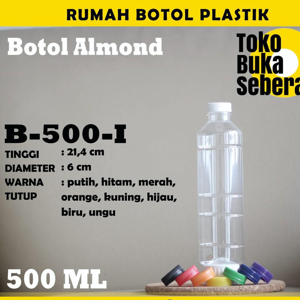 RUMAH BOTOL PLASTIK
Botol Almond
Toko
Buka
Sebera
B-500-I
TINGGI : 21,4 cm
DIAMETER : 6 cm
WARNA : putih, hitam, merah,
TUTUP orange, kuning, hijau,
biru, ungu
500 ML